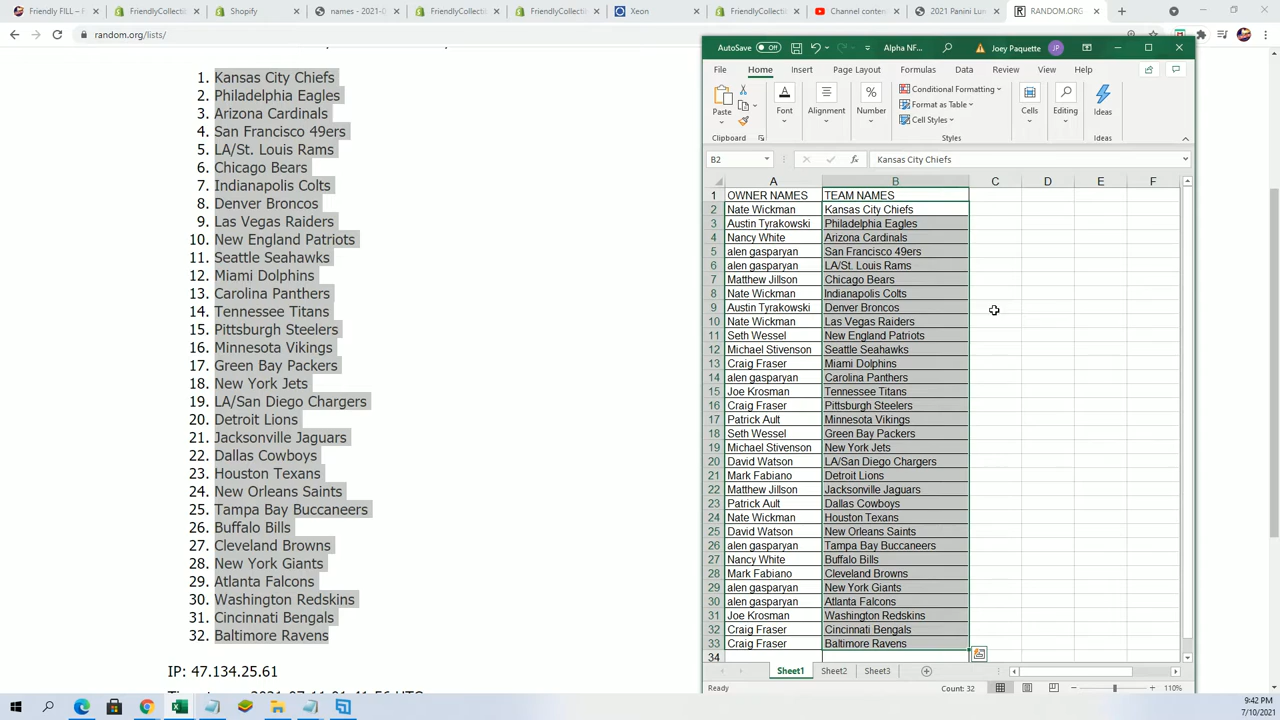 Friendly FILL –
FriendlyCollecti
Shopify
names - 2021-0
FriendlyCollecti
FriendlyCollecti
Xeon
FriendlyCollecti
Channel conten
2021 Panini Lun
RANDOM.ORG
random.org/lists/
1. Kansas City Chiefs
2. Philadelphia Eagles
3. Arizona Cardinals
4. San Francisco 49ers
5. LA/St. Louis Rams
6. Chicago Bears
7. Indianapolis Colts
8. Denver Broncos
9. Las Vegas Raiders
10. New England Patriots
11. Seattle Seahawks
12. Miami Dolphins
13. Carolina Panthers
14. Tennessee Titans
15. Pittsburgh Steelers
16. Minnesota Vikings
17. Green Bay Packers
18. New York Jets
19. LA/San Diego Chargers
20. Detroit Lions
21. Jacksonville Jaguars
22. Dallas Cowboys
23. Houston Texans
24. New Orleans Saints
25. Tampa Bay Buccaneers
26. Buffalo Bills
27. Cleveland Browns
28. New York Giants
29. Atlanta Falcons
30. Washington Redskins
31. Cincinnati Bengals
32. Baltimore Ravens
IP: 47.134.25.61
AutoSave Off Alpha NF... Joey Paquette JP
File Home Insert Page Layout Formulas Data Review View Help
Paste Font Alignment Number Conditional Formatting Format as Table Cell Styles Cells Editing Ideas
Clipboard Styles Ideas
B2 fx Kansas City Chiefs
A B C D E F
1 OWNER NAMES TEAM NAMES
2 Nate Wickman Kansas City Chiefs
3 Austin Tyrakowski Philadelphia Eagles
4 Nancy White Arizona Cardinals
5 alen gasparyan San Francisco 49ers
6 alen gasparyan LA/St. Louis Rams
7 Matthew Jillson Chicago Bears
8 Nate Wickman Indianapolis Colts
9 Austin Tyrakowski Denver Broncos
10 Nate Wickman Las Vegas Raiders
11 Seth Wessel New England Patriots
12 Michael Stivenson Seattle Seahawks
13 Craig Fraser Miami Dolphins
14 alen gasparyan Carolina Panthers
15 Joe Krosman Tennessee Titans
16 Craig Fraser Pittsburgh Steelers
17 Patrick Ault Minnesota Vikings
18 Seth Wessel Green Bay Packers
19 Michael Stivenson New York Jets
20 David Watson LA/San Diego Chargers
21 Mark Fabiano Detroit Lions
22 Matthew Jillson Jacksonville Jaguars
23 Patrick Ault Dallas Cowboys
24 Nate Wickman Houston Texans
25 David Watson New Orleans Saints
26 alen gasparyan Tampa Bay Buccaneers
27 Nancy White Buffalo Bills
28 Mark Fabiano Cleveland Browns
29 alen gasparyan New York Giants
30 alen gasparyan Atlanta Falcons
31 Joe Krosman Washington Redskins
32 Craig Fraser Cincinnati Bengals
33 Craig Fraser Baltimore Ravens
34
Sheet1 Sheet2 Sheet3
Ready Count: 32 110%
9:42 PM
7/10/2021